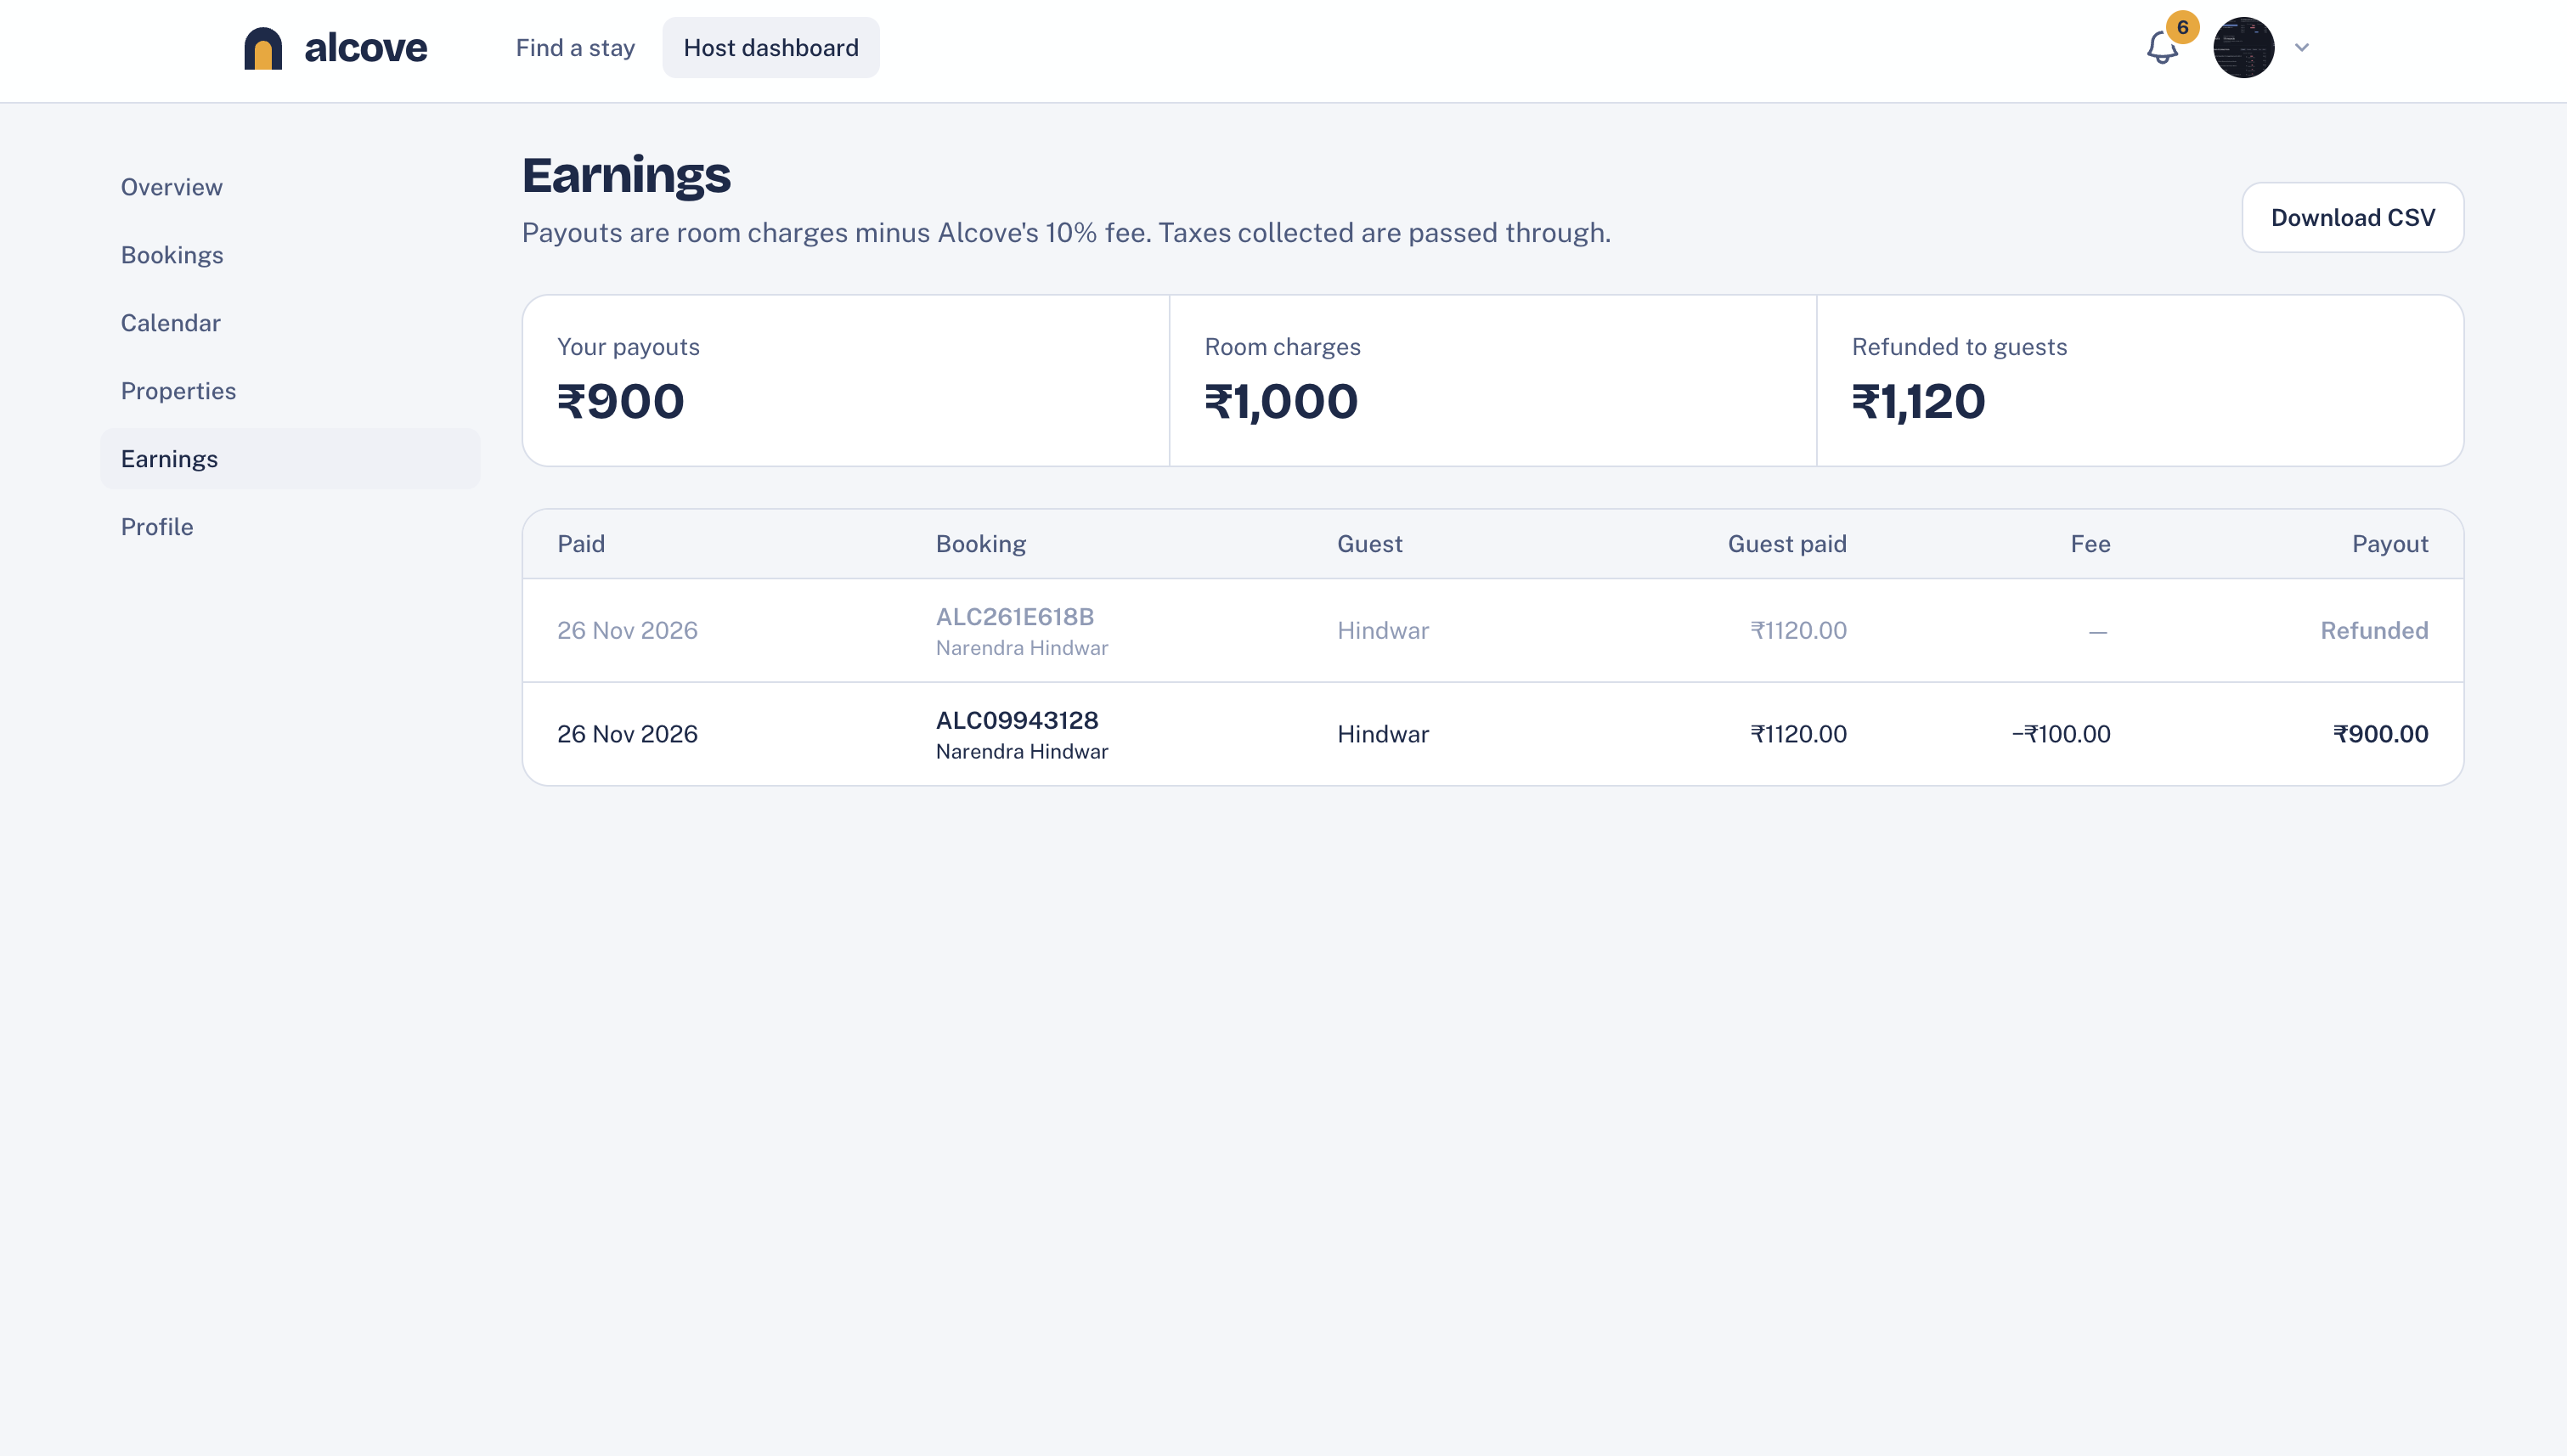 alcove
Find a stay
Host dashboard
6
Overview
Bookings
Calendar
Properties
Earnings
Profile
Earnings
Payouts are room charges minus Alcove's 10% fee. Taxes collected are passed through.
Download CSV
Your payouts
₹900
Room charges
₹1,000
Refunded to guests
₹1,120
Paid Booking Guest Guest paid Fee Payout
26 Nov 2026 ALC261E618B Hindwar ₹1120.00 — Refunded
Narendra Hindwar
26 Nov 2026 ALC09943128 Hindwar ₹1120.00 −₹100.00 ₹900.00
Narendra Hindwar